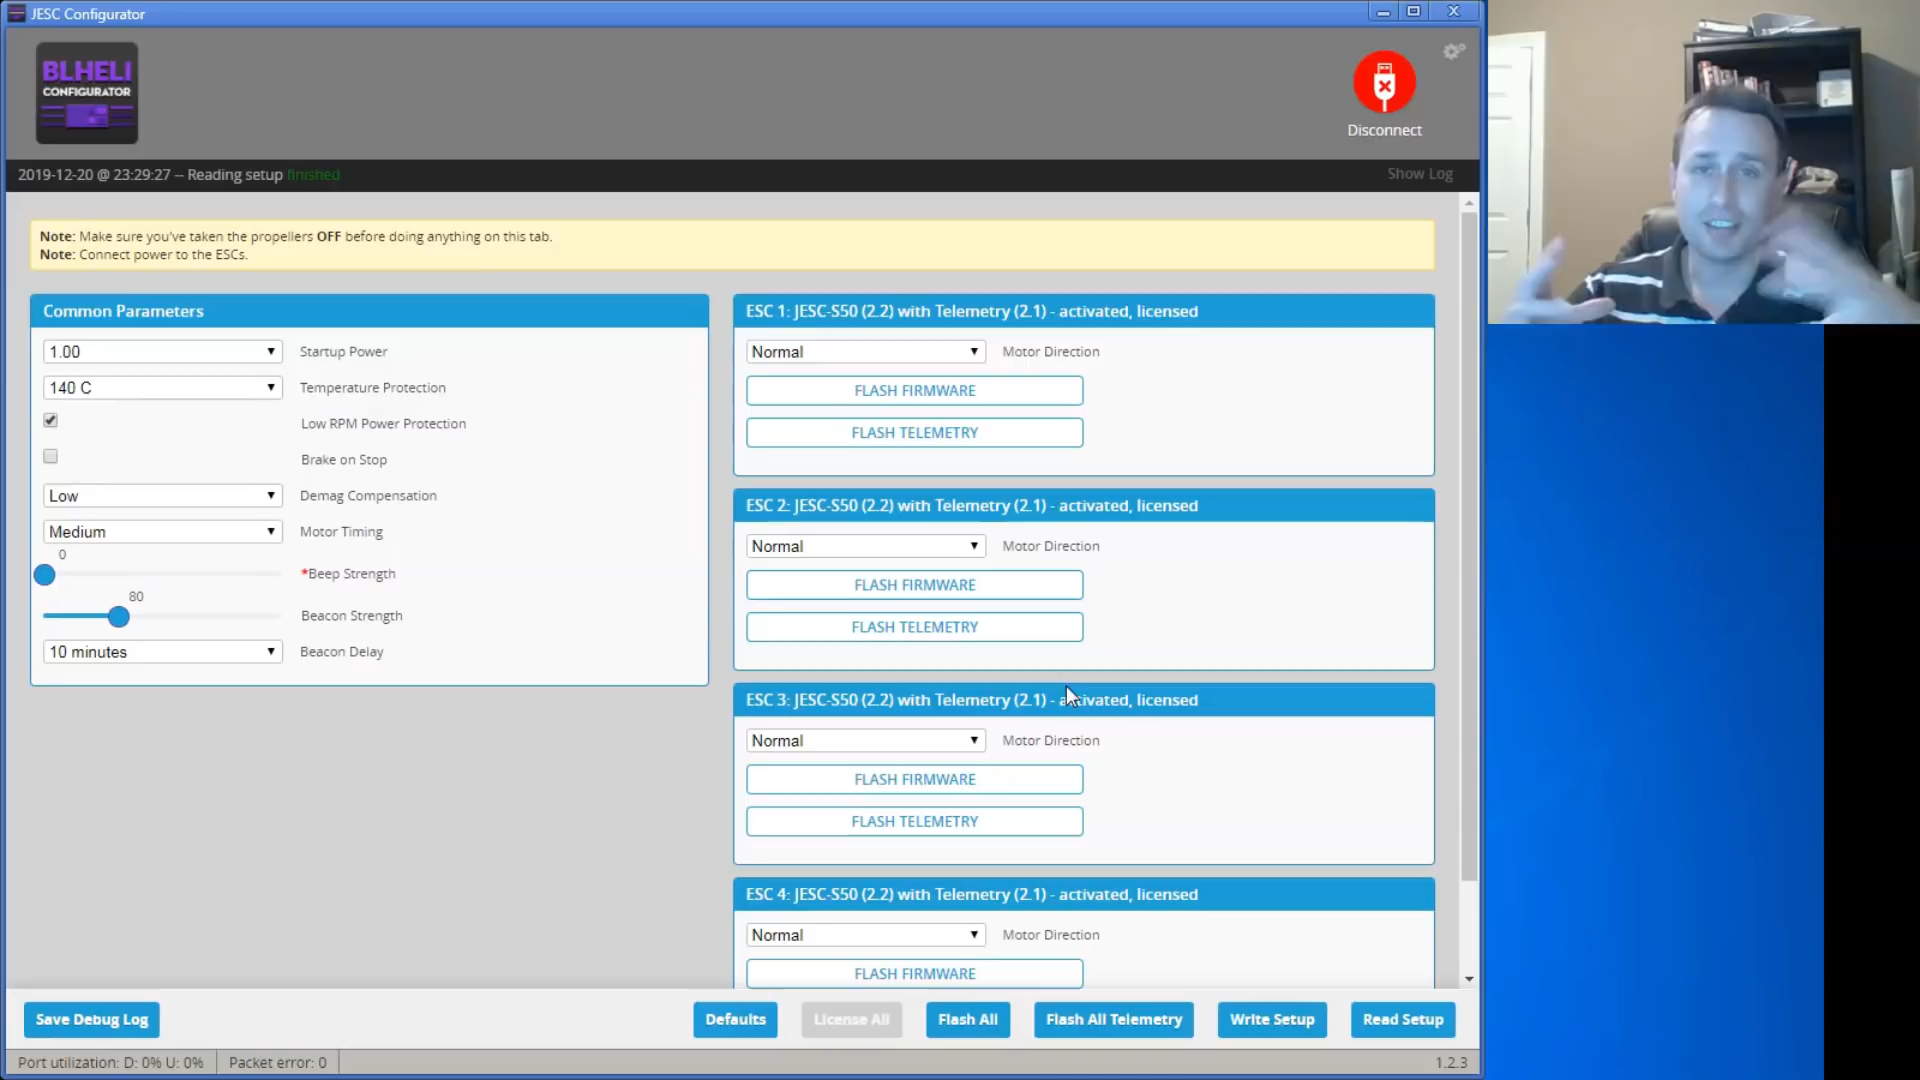 JESC Configurator
BLHELI
CONFIGURATOR
Disconnect
2019-12-20 @ 23:29:27 -- Reading setup finished
Show Log
Note: Make sure you've taken the propellers OFF before doing anything on this tab.
Note: Connect power to the ESCs.
Common Parameters
1.00 Startup Power
140 C Temperature Protection
Low RPM Power Protection
Brake on Stop
Low Demag Compensation
Medium Motor Timing
0
*Beep Strength
80
Beacon Strength
10 minutes Beacon Delay
ESC 1: JESC-S50 (2.2) with Telemetry (2.1) - activated, licensed
Normal Motor Direction
FLASH FIRMWARE
FLASH TELEMETRY
ESC 2: JESC-S50 (2.2) with Telemetry (2.1) - activated, licensed
Normal Motor Direction
FLASH FIRMWARE
FLASH TELEMETRY
ESC 3: JESC-S50 (2.2) with Telemetry (2.1) - activated, licensed
Normal Motor Direction
FLASH FIRMWARE
FLASH TELEMETRY
ESC 4: JESC-S50 (2.2) with Telemetry (2.1) - activated, licensed
Normal Motor Direction
FLASH FIRMWARE
Save Debug Log Defaults License All Flash All Flash All Telemetry Write Setup Read Setup
Port utilization: D: 0% U: 0% Packet error: 0 1.2.3